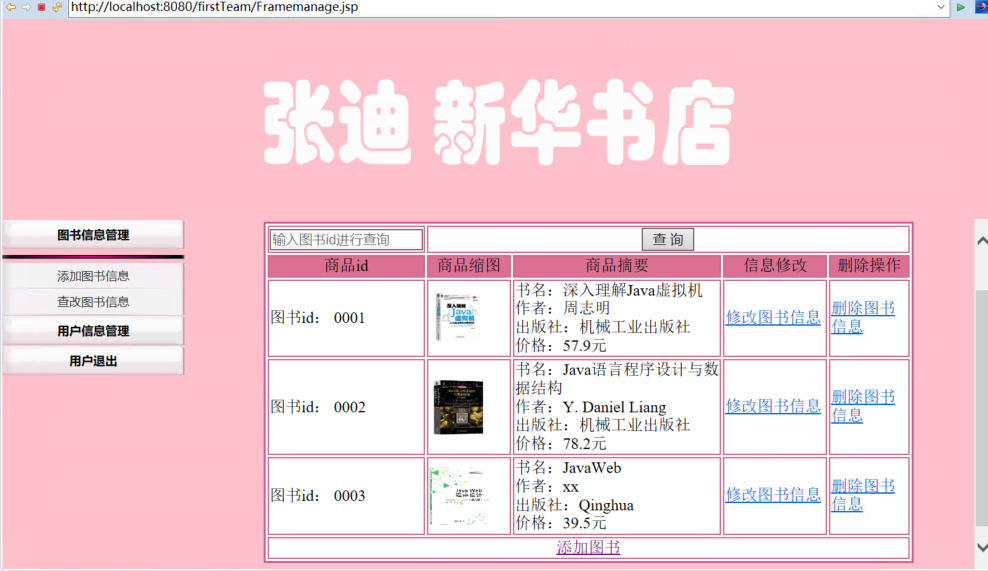 http://localhost:8080/firstTeam/Framemanage.jsp
张迪 新华书店
图书信息管理
添加图书信息
查改图书信息
用户信息管理
用户退出
输入图书id进行查询
查 询
商品id 商品缩图 商品摘要 信息修改 删除操作
图书id： 0001
深入理解
Java
虚拟机
书名：深入理解Java虚拟机
作者：周志明
出版社：机械工业出版社
价格：57.9元
修改图书信息
删除图书
信息
图书id： 0002
书名：Java语言程序设计与数
据结构
作者：Y. Daniel Liang
出版社：机械工业出版社
价格：78.2元
修改图书信息
删除图书
信息
图书id： 0003
书名：JavaWeb
作者：xx
出版社：Qinghua
价格：39.5元
修改图书信息
删除图书
信息
添加图书